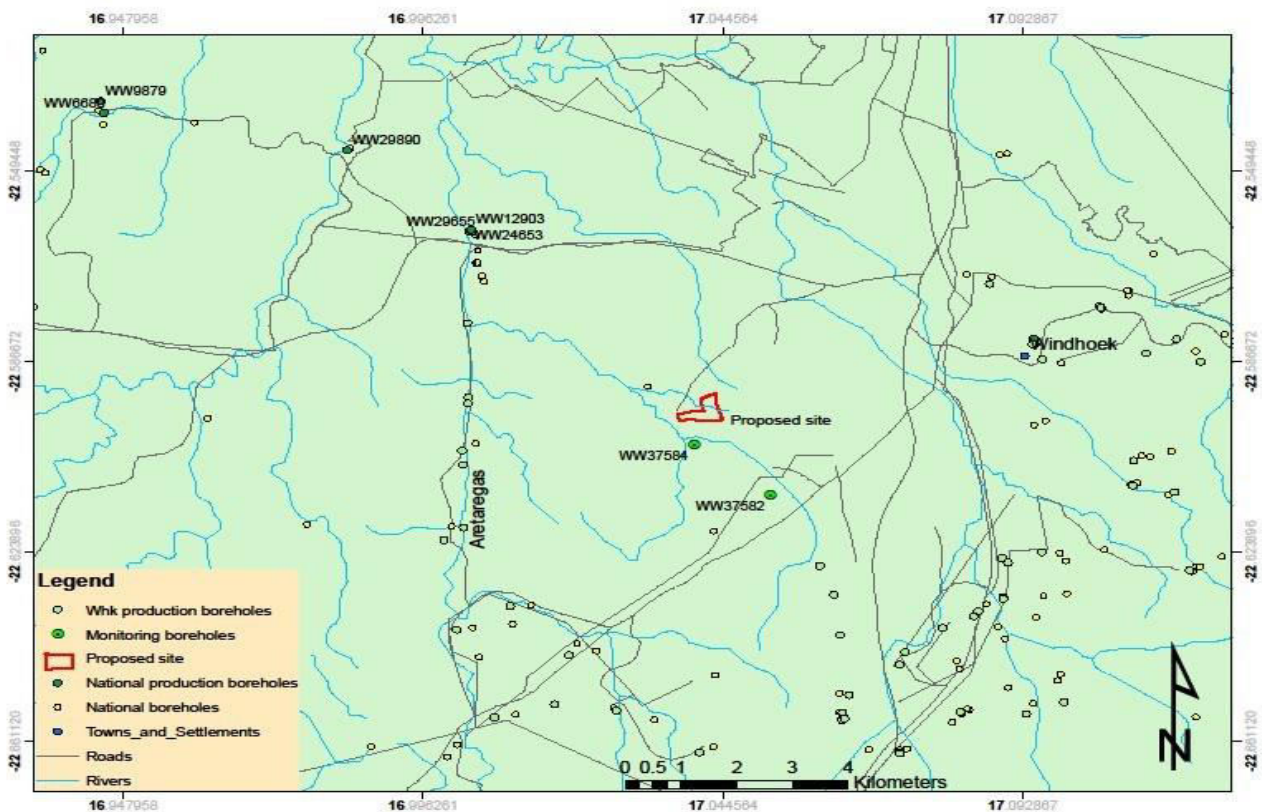 16.947958 16.996261 17.044564 17.092867
WW9879
WW6689
WW29890
-22.549448 -22.549448
WW29655 WW12903
WW24653
-22.586672 Windhoek -22.586672
Proposed site
WW37584
WW37582
Aretaregas
-22.623896 -22.623896
Legend
Whk production boreholes
Monitoring boreholes
Proposed site
National production boreholes
National boreholes
Towns_and_Settlements
Roads
Rivers
-22.661120 -22.661120
N
0 0.5 1 2 3 4
Kilometers
16.947958 16.996261 17.044564 17.092867